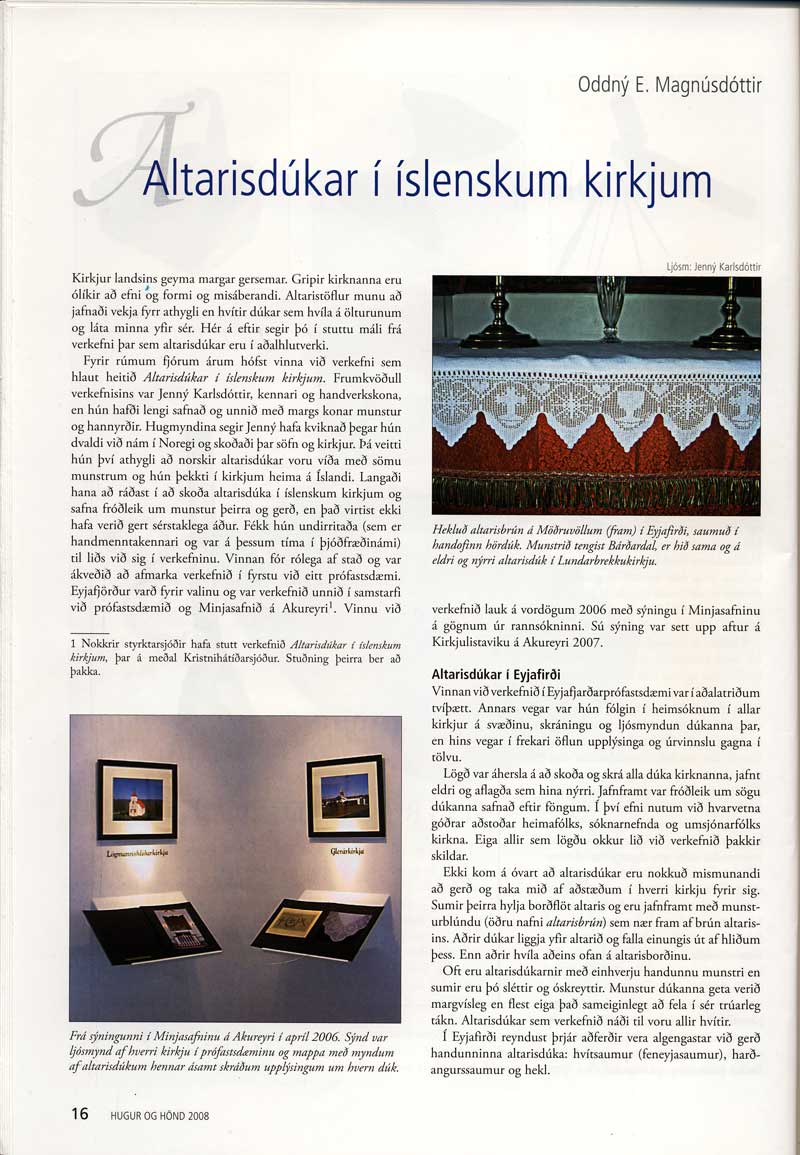 Oddný E. Magnúsdóttir
Altarisdúkar í íslenskum kirkjum
Kirkjur landsins geyma margar gersemar. Gripir kirknanna eru
ólíkir að efni og formi og misáberandi. Altaristöflur munu að
jafnaði vekja fyrr athygli en hvítir dúkar sem hvíla á ölturunum
og láta minna yfir sér. Hér á eftir segir þó í stuttu máli frá
verkefni þar sem altarisdúkar eru í aðalhlutverki.
Fyrir rúmum fjórum árum hófst vinna við verkefni sem
hlaut heitið Altarisdúkar í íslenskum kirkjum. Frumkvöðull
verkefnisins var Jenný Karlsdóttir, kennari og handverkskona,
en hún hafði lengi safnað og unnið með margs konar munstur
og hannyrðir. Hugmyndina segir Jenný hafa kviknað þegar hún
dvaldi við nám í Noregi og skoðaði þar söfn og kirkjur. Þá veitti
hún því athygli að norskir altarisdúkar voru víða með sömu
munstrum og hún þekkti í kirkjum heima á Íslandi. Langaði
hana að ráðast í að skoða altarisdúka í íslenskum kirkjum og
safna fróðleik um munstur þeirra og gerð, en það virtist ekki
hafa verið gert sérstaklega áður. Fékk hún undirritaða (sem er
handmenntakennari og var á þessum tíma í þjóðfræðinámi)
til liðs við sig í verkefninu. Vinnan fór rólega af stað og var
ákveðið að afmarka verkefnið í fyrstu við eitt prófastsdæmi.
Eyjafjörður varð fyrir valinu og var verkefnið unnið í samstarfi
við prófastsdæmið og Minjasafnið á Akureyri1. Vinnu við
1 Nokkrir styrktarsjóðir hafa stutt verkefnið Altarisdúkar í íslenskum
kirkjum, þar á meðal Kristnihátíðarsjóður. Stuðning þeirra ber að
þakka.
Lögmannshlíðarkirkja
Glerárkirkja
Frá sýningunni í Minjasafninu á Akureyri í apríl 2006. Sýnd var
ljósmynd af hverri kirkju í prófastsdæminu og mappa með myndum
af altarisdúkum hennar ásamt skráðum upplýsingum um hvern dúk.
Ljósm: Jenný Karlsdóttir
Hekluð altarisbrún á Möðruvöllum (fram) í Eyjafirði, saumuð í
handofinn hördúk. Munstrið tengist Bárðardal, er hið sama og á
eldri og nýrri altarisdúk í Lundarbrekkukirkju.
verkefnið lauk á vordögum 2006 með sýningu í Minjasafninu
á gögnum úr rannsókninni. Sú sýning var sett upp aftur á
Kirkjulistaviku á Akureyri 2007.
Altarisdúkar í Eyjafirði
Vinnan við verkefnið í Eyjafjarðarprófastsdæmi var í aðalatriðum
tvíþætt. Annars vegar var hún fólgin í heimsóknum í allar
kirkjur á svæðinu, skráningu og ljósmyndun dúkanna þar,
en hins vegar í frekari öflun upplýsinga og úrvinnslu gagna í
tölvu.
Lögð var áhersla á að skoða og skrá alla dúka kirknanna, jafnt
eldri og aflagða sem hina nýrri. Jafnframt var fróðleik um sögu
dúkanna safnað eftir föngum. Í því efni nutum við hvarvetna
góðrar aðstoðar heimafólks, sóknarnefnda og umsjónarfólks
kirkna. Eiga allir sem lögðu okkur lið við verkefnið þakkir
skildar.
Ekki kom á óvart að altarisdúkar eru nokkuð mismunandi
að gerð og taka mið af aðstæðum í hverri kirkju fyrir sig.
Sumir þeirra hylja borðflöt altaris og eru jafnframt með munst-
urblúndu (öðru nafni altarisbrún) sem nær fram af brún altaris-
ins. Aðrir dúkar liggja yfir altarið og falla einungis út af hliðum
þess. Enn aðrir hvíla aðeins ofan á altarisborðinu.
Oft eru altarisdúkarnir með einhverju handunnu munstri en
sumir eru þó sléttir og óskreyttir. Munstur dúkanna geta verið
margvísleg en flest eiga það sameiginlegt að fela í sér trúarleg
tákn. Altarisdúkar sem verkefnið náði til voru allir hvítir.
Í Eyjafirði reyndust þrjár aðferðir vera algengastar við gerð
handunninna altarisdúka: hvítsaumur (feneyjasaumur), harð-
angurssaumur og hekl.
16 HUGUR OG HÖND 2008